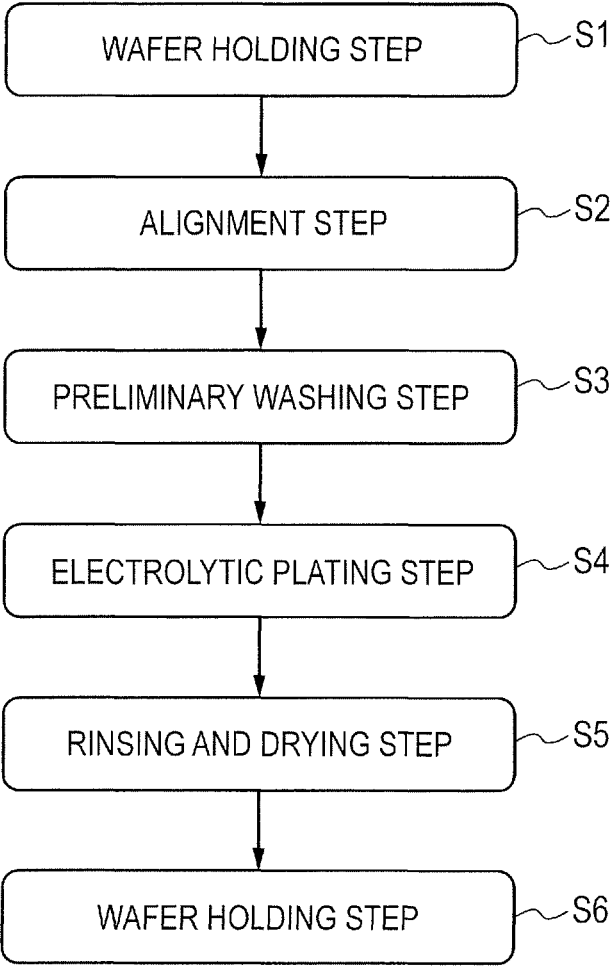 WAFER HOLDING STEP S1
ALIGNMENT STEP S2
PRELIMINARY WASHING STEP S3
ELECTROLYTIC PLATING STEP S4
RINSING AND DRYING STEP S5
WAFER HOLDING STEP S6